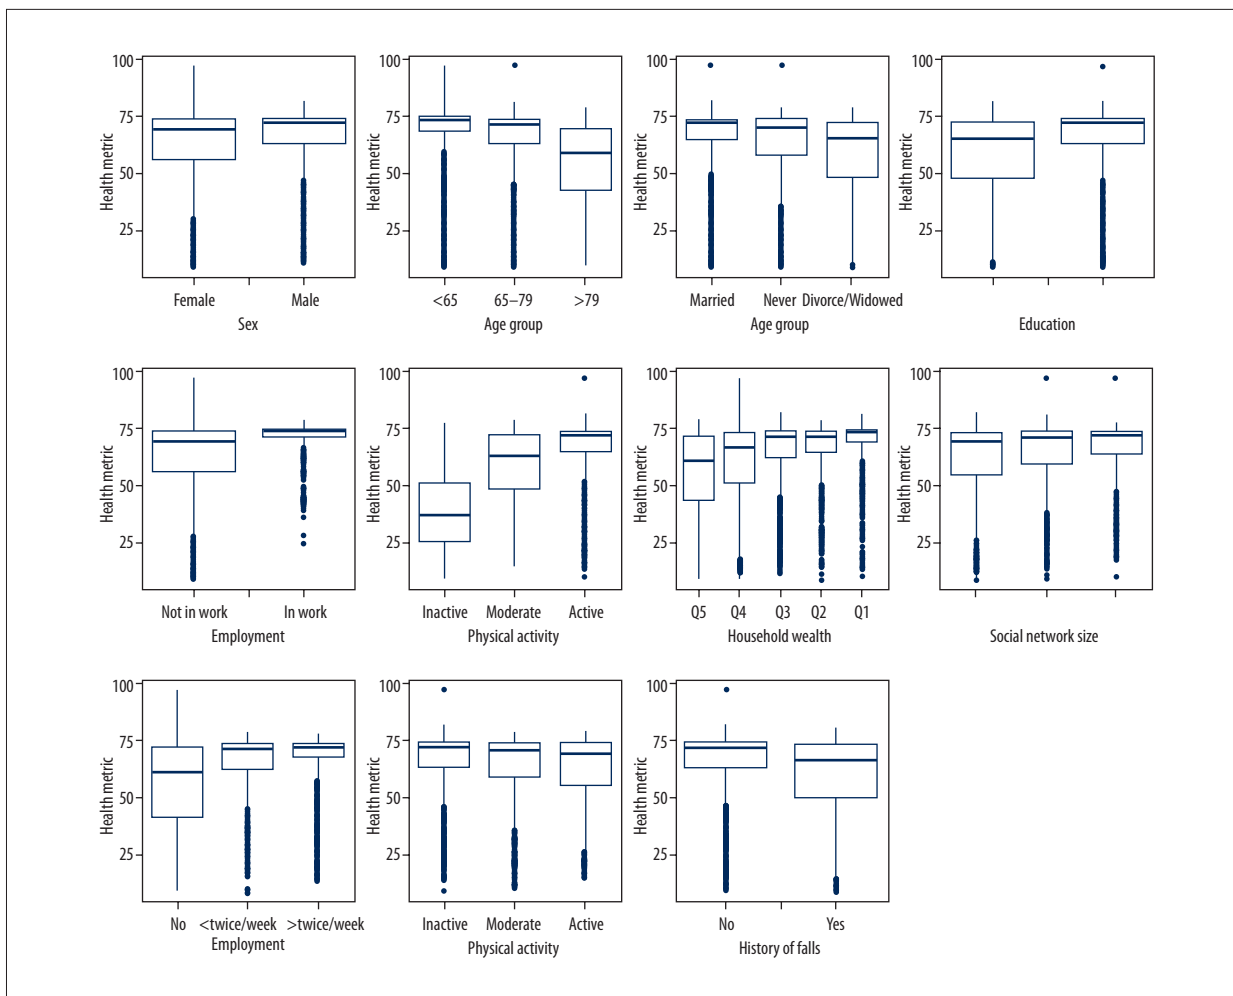 100
75
50
25
Health metric
Female Male
Sex
100
75
50
25
Health metric
<65 65–79 >79
Age group
100
75
50
25
Health metric
Married Never Divorce/Widowed
Age group
100
75
50
25
Health metric
Education
100
75
50
25
Health metric
Not in work In work
Employment
100
75
50
25
Health metric
Inactive Moderate Active
Physical activity
100
75
50
25
Health metric
Q5 Q4 Q3 Q2 Q1
Household wealth
100
75
50
25
Health metric
Social network size
100
75
50
25
Health metric
No <twice/week >twice/week
Employment
100
75
50
25
Health metric
Inactive Moderate Active
Physical activity
100
75
50
25
Health metric
No Yes
History of falls